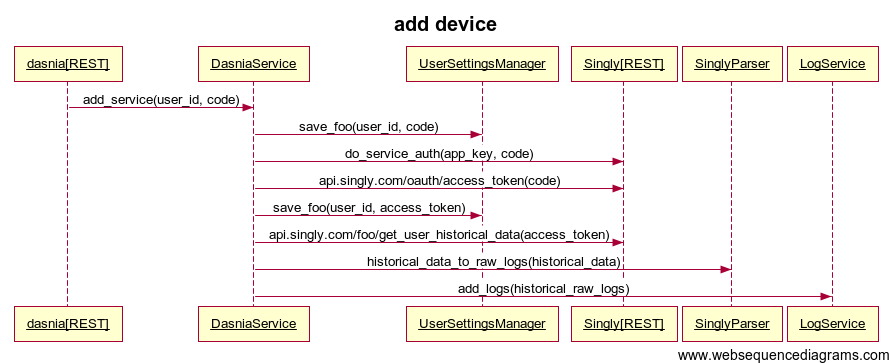 add device
dasnia[REST] DasniaService UserSettingsManager Singly[REST] SinglyParser LogService
add_service(user_id, code)
save_foo(user_id, code)
do_service_auth(app_key, code)
api.singly.com/oauth/access_token(code)
save_foo(user_id, access_token)
api.singly.com/foo/get_user_historical_data(access_token)
historical_data_to_raw_logs(historical_data)
add_logs(historical_raw_logs)
dasnia[REST] DasniaService UserSettingsManager Singly[REST] SinglyParser LogService
www.websequencediagrams.com